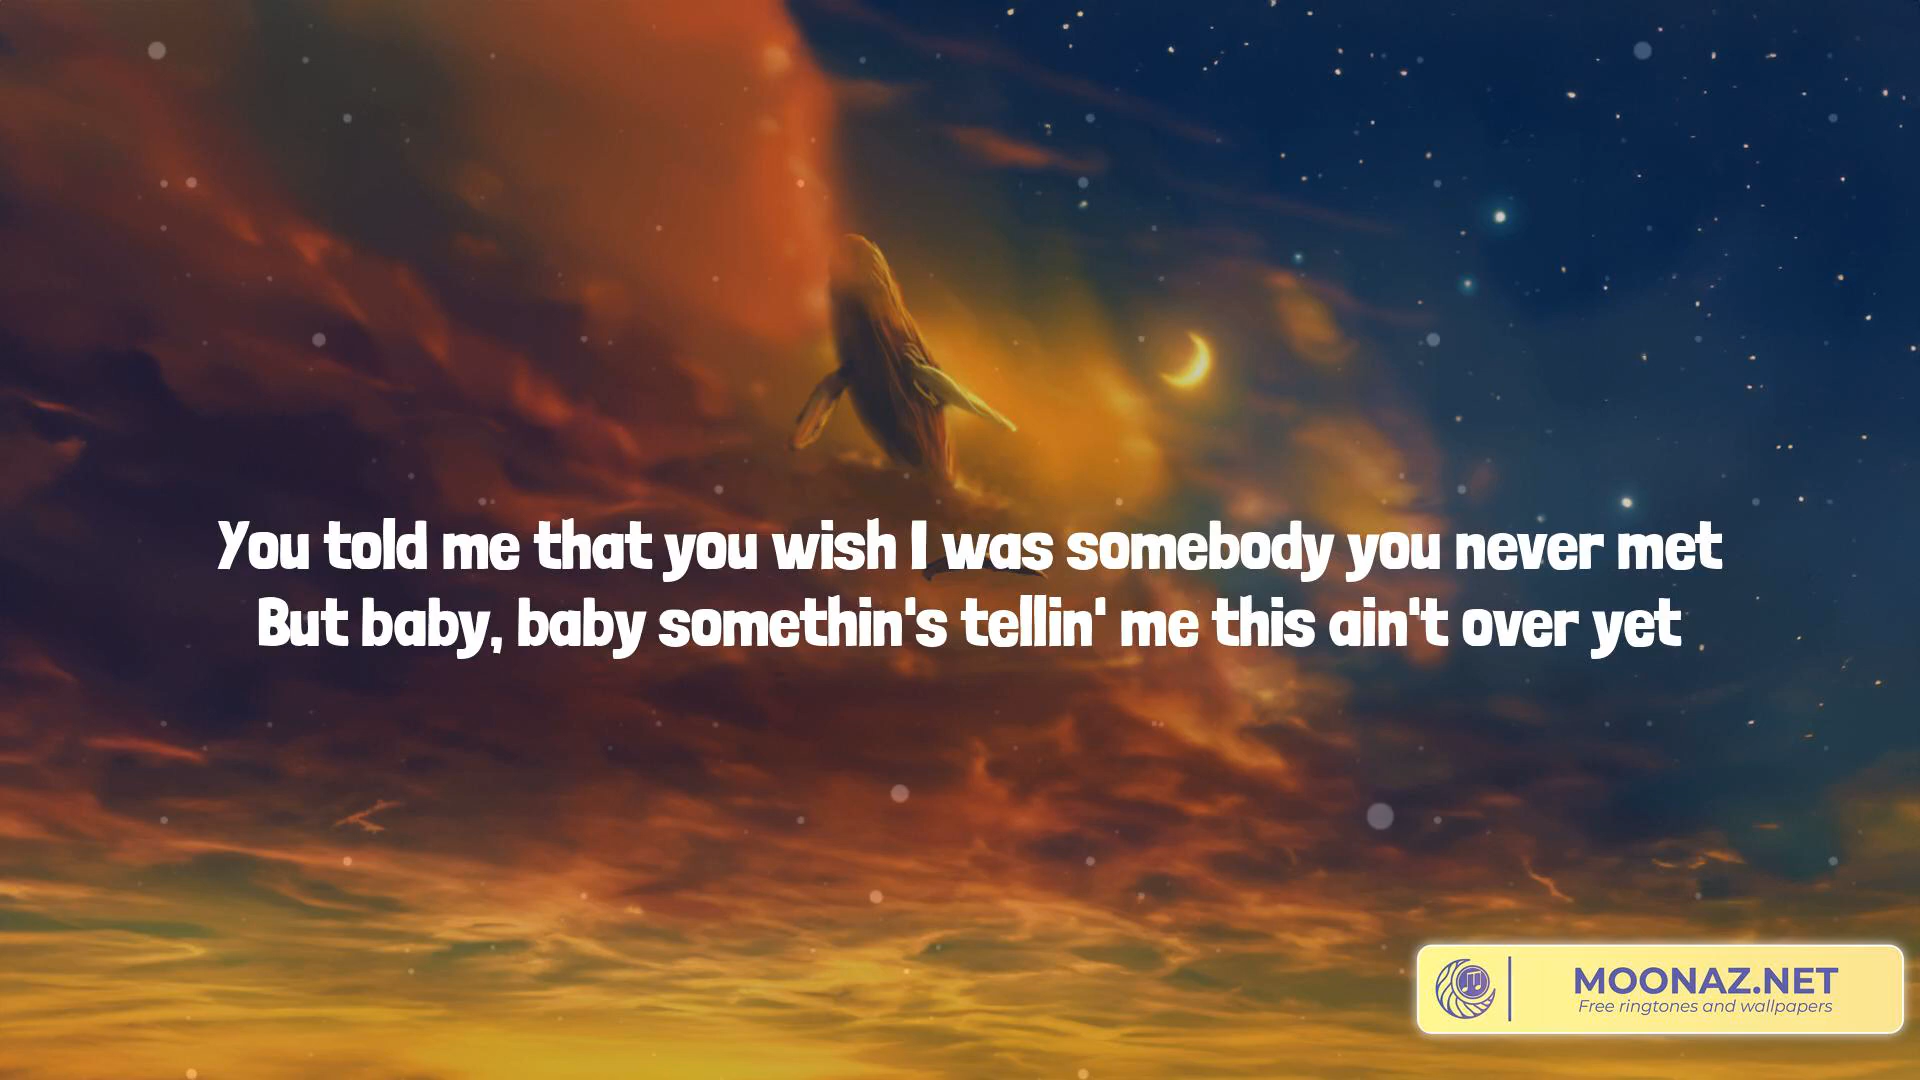 You told me that you wish I was somebody you never met
But baby, baby somethin's tellin' me this ain't over yet
MOONAZ.NET
Free ringtones and wallpapers